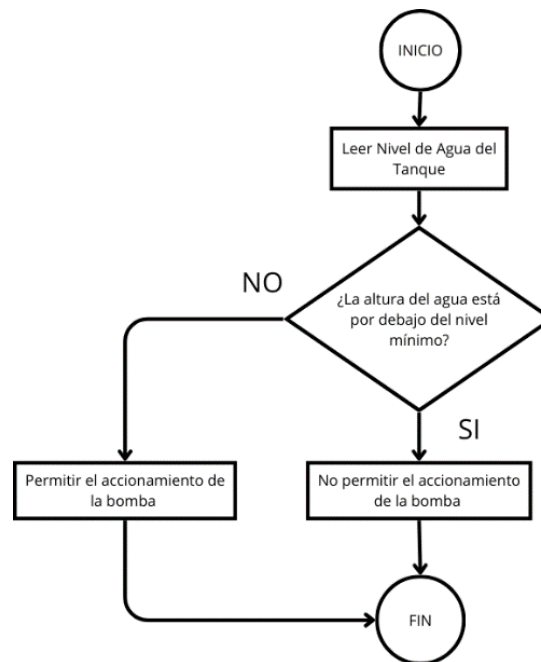 INICIO
Leer Nivel de Agua del
Tanque
NO
¿La altura del agua está
por debajo del nivel
mínimo?
SI
Permitir el accionamiento de
la bomba
No permitir el accionamiento
de la bomba
FIN